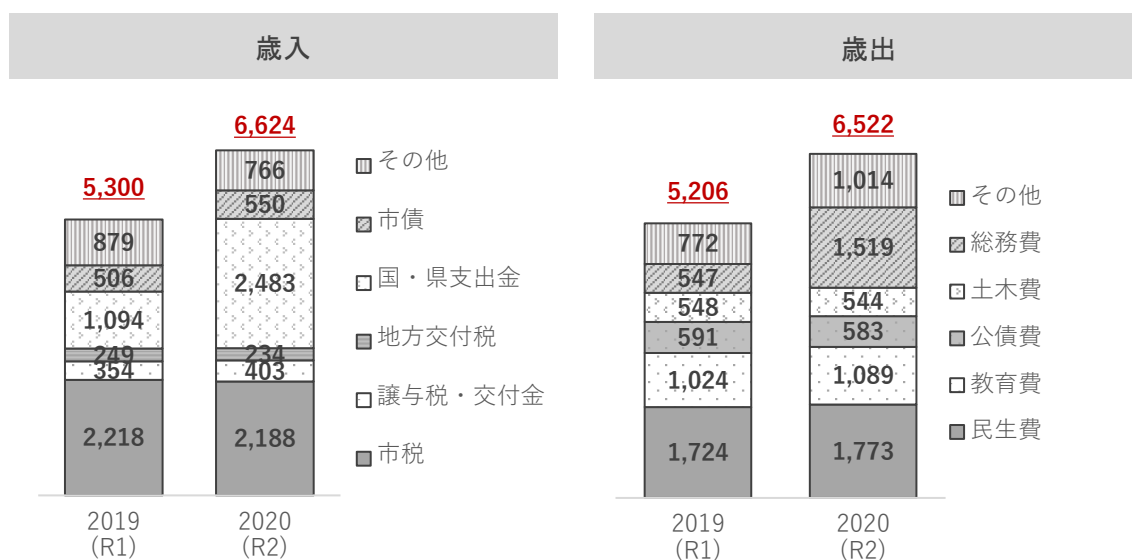 歳入
6,624
5,300
766
879
550
506
2,483
1,094
249
234
354
403
2,218
2,188
2019
(R1)
2020
(R2)
その他
市債
国・県支出金
地方交付税
譲与税・交付金
市税
歳出
6,522
5,206
1,014
772
1,519
547
544
548
583
591
1,089
1,024
1,773
1,724
2019
(R1)
2020
(R2)
その他
総務費
土木費
公債費
教育費
民生費